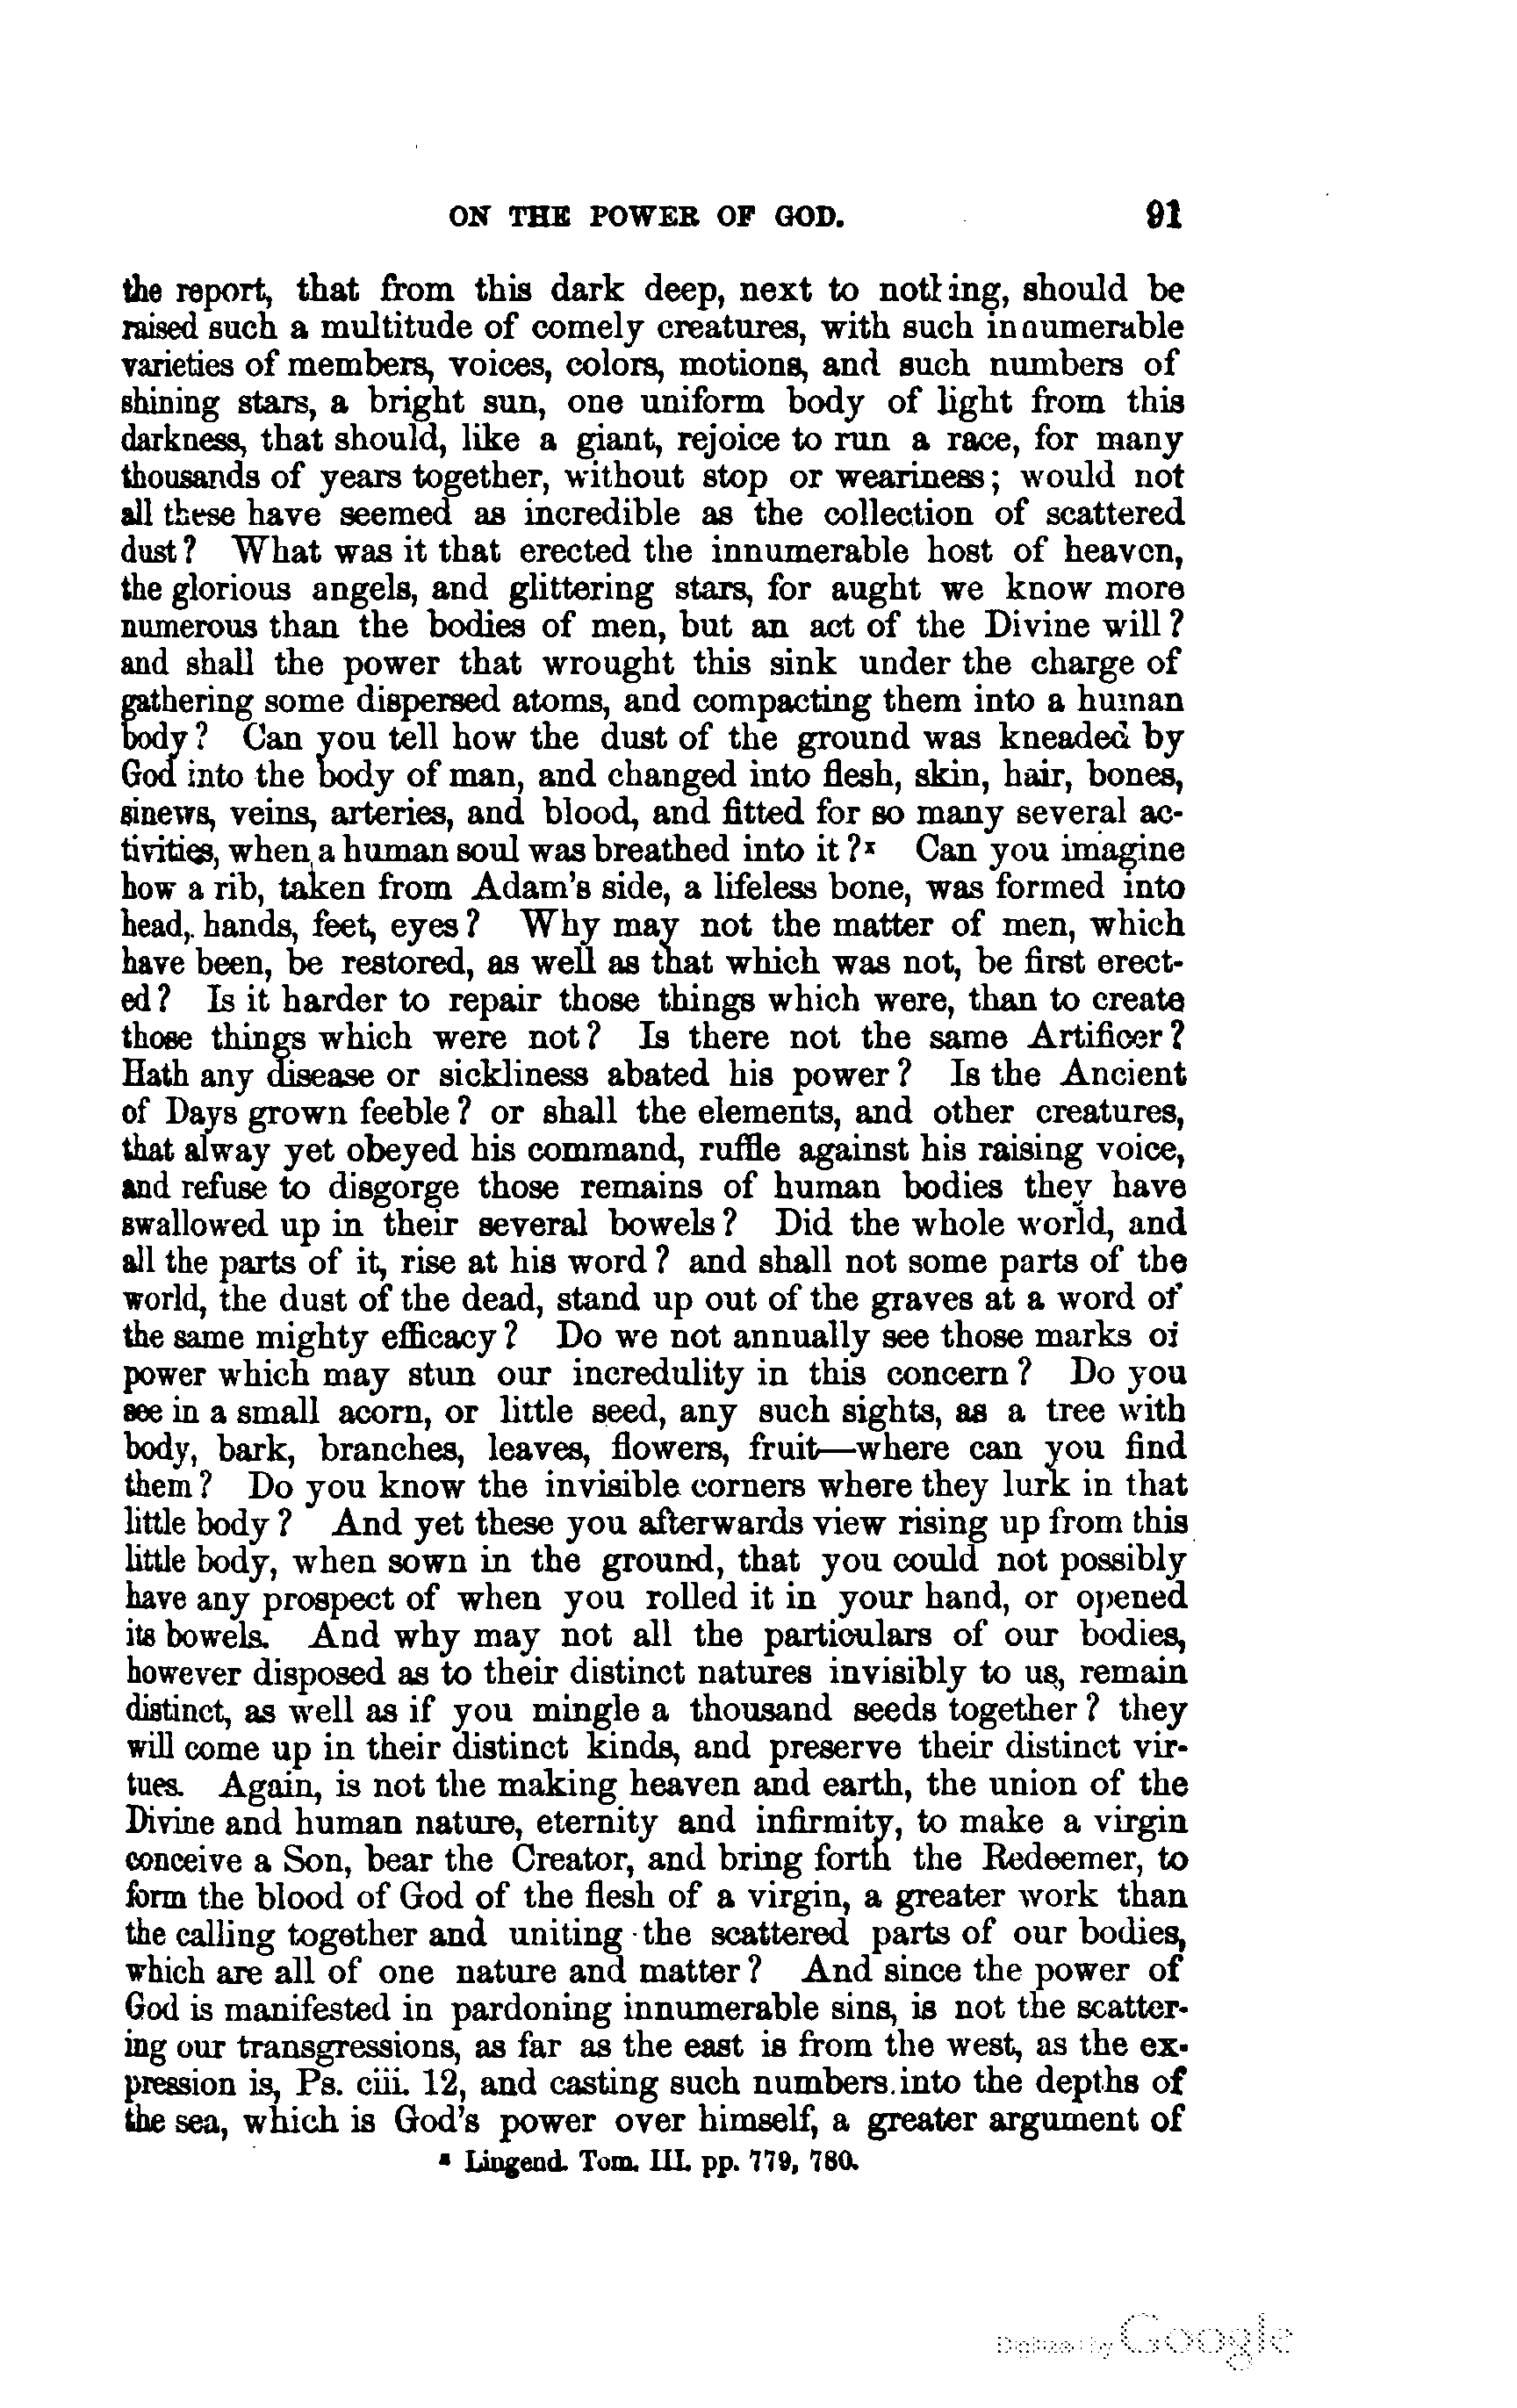 ON THE POWER OF GOD. 91
the report, that from this dark deep, next to nothing, should be
raised such a multitude of comely creatures, with such innumerable
varieties of members, voices, colors, motions, and such numbers of
shining stars, a bright sun, one uniform body of light from this
darkness, that should, like a giant, rejoice to run a race, for many
thousands of years together, without stop or weariness; would not
all these have seemed as incredible as the collection of scattered
dust? What was it that erected the innumerable host of heaven,
the glorious angels, and glittering stars, for aught we know more
numerous than the bodies of men, but an act of the Divine will?
and shall the power that wrought this sink under the charge of
gathering some dispersed atoms, and compacting them into a human
body? Can you tell how the dust of the ground was kneaded by
God into the body of man, and changed into flesh, skin, hair, bones,
sinews, veins, arteries, and blood, and fitted for so many several ac-
tivities, when a human soul was breathed into it?x Can you imagine
how a rib, taken from Adam's side, a lifeless bone, was formed into
head, hands, feet, eyes? Why may not the matter of men, which
have been, be restored, as well as that which was not, be first erect-
ed? Is it harder to repair those things which were, than to create
those things which were not? Is there not the same Artificer?
Hath any disease or sickliness abated his power? Is the Ancient
of Days grown feeble? or shall the elements, and other creatures,
that alway yet obeyed his command, ruffle against his raising voice,
and refuse to disgorge those remains of human bodies they have
swallowed up in their several bowels? Did the whole world, and
all the parts of it, rise at his word? and shall not some parts of the
world, the dust of the dead, stand up out of the graves at a word of
the same mighty efficacy? Do we not annually see those marks of
power which may stun our incredulity in this concern? Do you
see in a small acorn, or little seed, any such sights, as a tree with
body, bark, branches, leaves, flowers, fruit—where can you find
them? Do you know the invisible corners where they lurk in that
little body? And yet these you afterwards view rising up from this
little body, when sown in the ground, that you could not possibly
have any prospect of when you rolled it in your hand, or opened
its bowels. And why may not all the particulars of our bodies,
however disposed as to their distinct natures invisibly to us, remain
distinct, as well as if you mingle a thousand seeds together? they
will come up in their distinct kinds, and preserve their distinct vir-
tues. Again, is not the making heaven and earth, the union of the
Divine and human nature, eternity and infirmity, to make a virgin
conceive a Son, bear the Creator, and bring forth the Redeemer, to
form the blood of God of the flesh of a virgin, a greater work than
the calling together and uniting the scattered parts of our bodies,
which are all of one nature and matter? And since the power of
God is manifested in pardoning innumerable sins, is not the scatter-
ing our transgressions, as far as the east is from the west, as the ex-
pression is, Ps. ciii. 12, and casting such numbers into the depths of
the sea, which is God's power over himself, a greater argument of
x Lingend. Tom. III. pp. 779, 780.
Digitized by Google